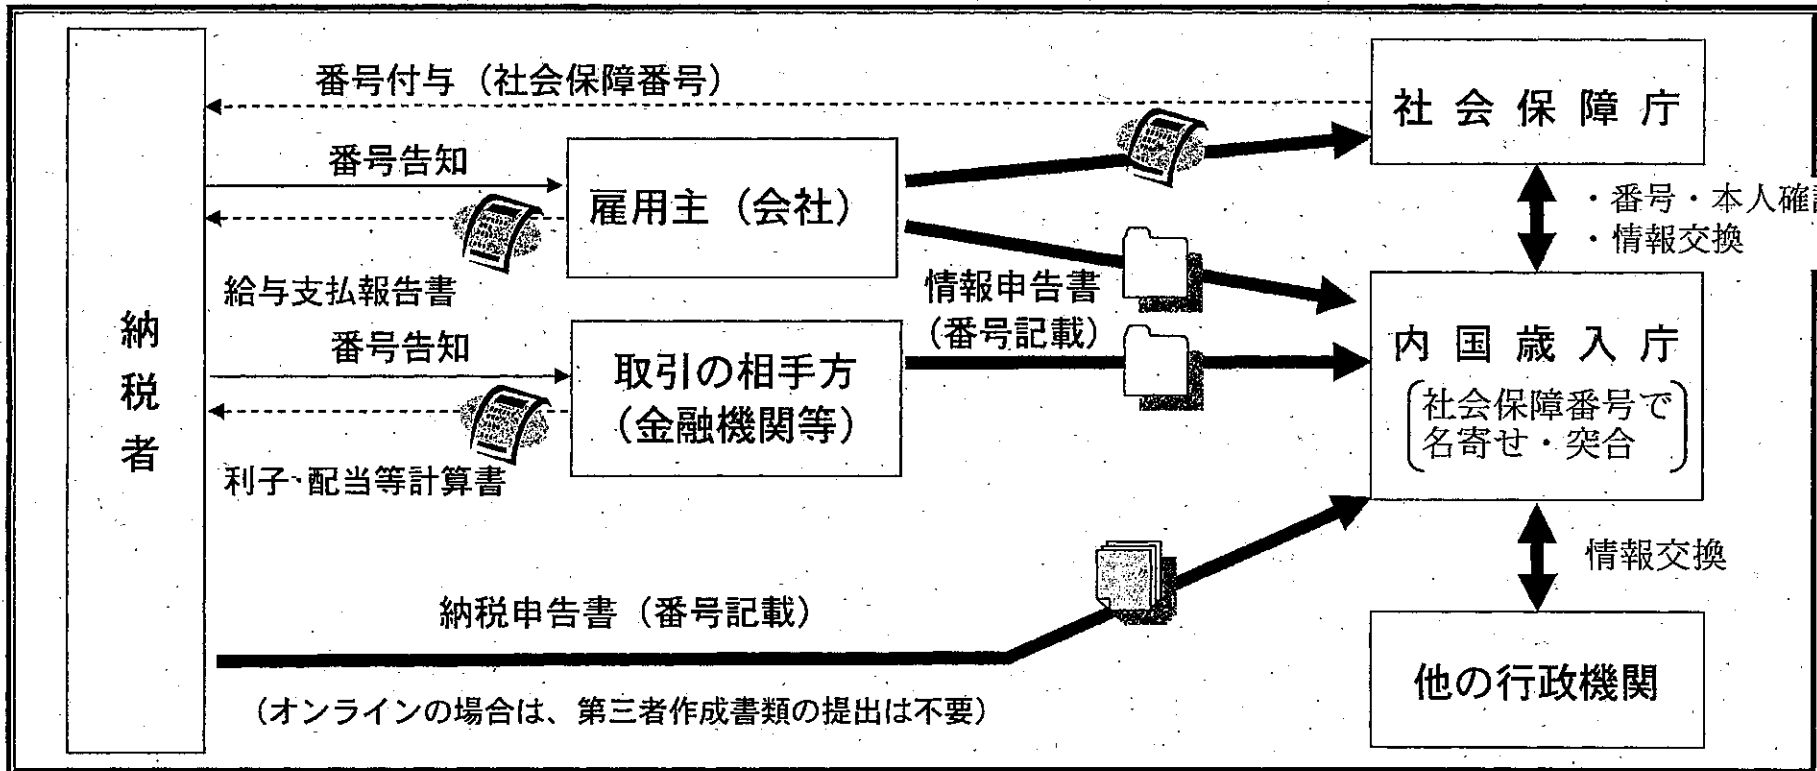 番号付与（社会保障番号）
社会保障庁
番号告知
雇用主（会社）
・番号・本人確
・情報交換
給与支払報告書
情報申告書
（番号記載）
納税者
番号告知
取引の相手方
（金融機関等）
内国歳入庁
社会保障番号で
名寄せ・突合
利子・配当等計算書
情報交換
納税申告書（番号記載）
他の行政機関
（オンラインの場合は、第三者作成書類の提出は不要）